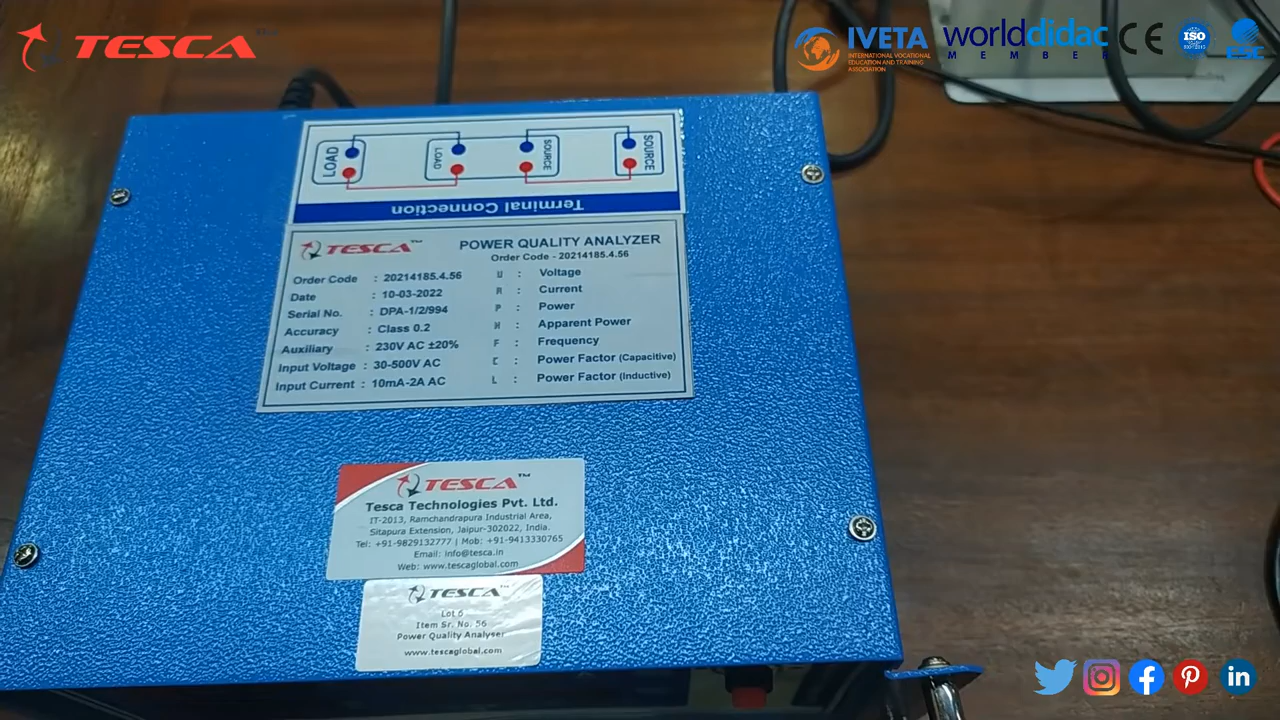 TESCA
IVETA
INTERNATIONAL VOCATIONAL
EDUCATION AND TRAINING
ASSOCIATION
worlddidac
MEMBER
CE
ISO
LOAD
LOAD
SOURCE
SOURCE
Terminal Connection
TESCA™
POWER QUALITY ANALYZER
Order Code - 20214185.4.56
Order Code : 20214185.4.56
Date : 10-03-2022
Serial No. : DPA-1/2/994
Accuracy : Class 0.2
Auxiliary : 230V AC ±20%
Input Voltage : 30-500V AC
Input Current : 10mA-2A AC
U : Voltage
R : Current
P : Power
: Apparent Power
F : Frequency
: Power Factor (Capacitive)
L : Power Factor (Inductive)
TESCA™
Tesca Technologies Pvt. Ltd.
IT-2013, Ramchandrapura Industrial Area,
Sitapura Extension, Jaipur-302022, India.
Tel: +91-9829132777 | Mob: +91-9413330765
Email: info@tesca.in
Web: www.tescaglobal.com
TESCA™
Lot 6
Item Sr. No. 56
Power Quality Analyser
www.tescaglobal.com
in